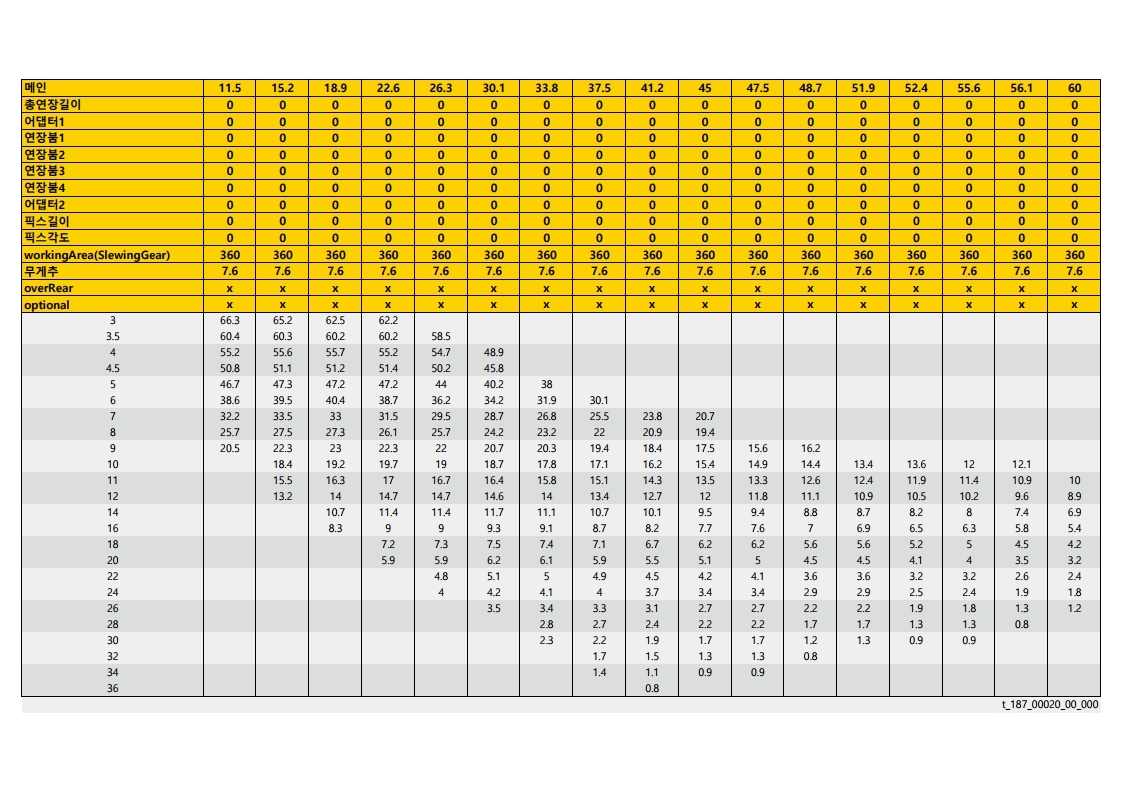 메인 11.5 15.2 18.9 22.6 26.3 30.1 33.8 37.5 41.2 45 47.5 48.7 51.9 52.4 55.6 56.1 60
총연장길이 0 0 0 0 0 0 0 0 0 0 0 0 0 0 0 0 0
어댑터1 0 0 0 0 0 0 0 0 0 0 0 0 0 0 0 0 0
연장붐1 0 0 0 0 0 0 0 0 0 0 0 0 0 0 0 0 0
연장붐2 0 0 0 0 0 0 0 0 0 0 0 0 0 0 0 0 0
연장붐3 0 0 0 0 0 0 0 0 0 0 0 0 0 0 0 0 0
연장붐4 0 0 0 0 0 0 0 0 0 0 0 0 0 0 0 0 0
어댑터2 0 0 0 0 0 0 0 0 0 0 0 0 0 0 0 0 0
픽스길이 0 0 0 0 0 0 0 0 0 0 0 0 0 0 0 0 0
픽스각도 0 0 0 0 0 0 0 0 0 0 0 0 0 0 0 0 0
workingArea(SlewingGear) 360 360 360 360 360 360 360 360 360 360 360 360 360 360 360 360 360
무게추 7.6 7.6 7.6 7.6 7.6 7.6 7.6 7.6 7.6 7.6 7.6 7.6 7.6 7.6 7.6 7.6 7.6
overRear x x x x x x x x x x x x x x x x x
optional x x x x x x x x x x x x x x x x x
3 66.3 65.2 62.5 62.2
3.5 60.4 60.3 60.2 60.2 58.5
4 55.2 55.6 55.7 55.2 54.7 48.9
4.5 50.8 51.1 51.2 51.4 50.2 45.8
5 46.7 47.3 47.2 47.2 44 40.2 38
6 38.6 39.5 40.4 38.7 36.2 34.2 31.9 30.1
7 32.2 33.5 33 31.5 29.5 28.7 26.8 25.5 23.8 20.7
8 25.7 27.5 27.3 26.1 25.7 24.2 23.2 22 20.9 19.4
9 20.5 22.3 23 22.3 22 20.7 20.3 19.4 18.4 17.5 15.6 16.2
10 18.4 19.2 19.7 19 18.7 17.8 17.1 16.2 15.4 14.9 14.4 13.4 13.6 12 12.1
11 15.5 16.3 17 16.7 16.4 15.8 15.1 14.3 13.5 13.3 12.6 12.4 11.9 11.4 10.9 10
12 13.2 14 14.7 14.7 14.6 14 13.4 12.7 12 11.8 11.1 10.9 10.5 10.2 9.6 8.9
14 10.7 11.4 11.4 11.7 11.1 10.7 10.1 9.5 9.4 8.8 8.7 8.2 8 7.4 6.9
16 8.3 9 9 9.3 9.1 8.7 8.2 7.7 7.6 7 6.9 6.5 6.3 5.8 5.4
18 7.2 7.3 7.5 7.4 7.1 6.7 6.2 6.2 5.6 5.6 5.2 5 4.5 4.2
20 5.9 5.9 6.2 6.1 5.9 5.5 5.1 5 4.5 4.5 4.1 4 3.5 3.2
22 4.8 5.1 5 4.9 4.5 4.2 4.1 3.6 3.6 3.2 3.2 2.6 2.4
24 4 4.2 4.1 4 3.7 3.4 3.4 2.9 2.9 2.5 2.4 1.9 1.8
26 3.5 3.4 3.3 3.1 2.7 2.7 2.2 2.2 1.9 1.8 1.3 1.2
28 2.8 2.7 2.4 2.2 2.2 1.7 1.7 1.3 1.3 0.8
30 2.3 2.2 1.9 1.7 1.7 1.2 1.3 0.9 0.9
32 1.7 1.5 1.3 1.3 0.8
34 1.4 1.1 0.9 0.9
36 0.8
t_187_00020_00_000